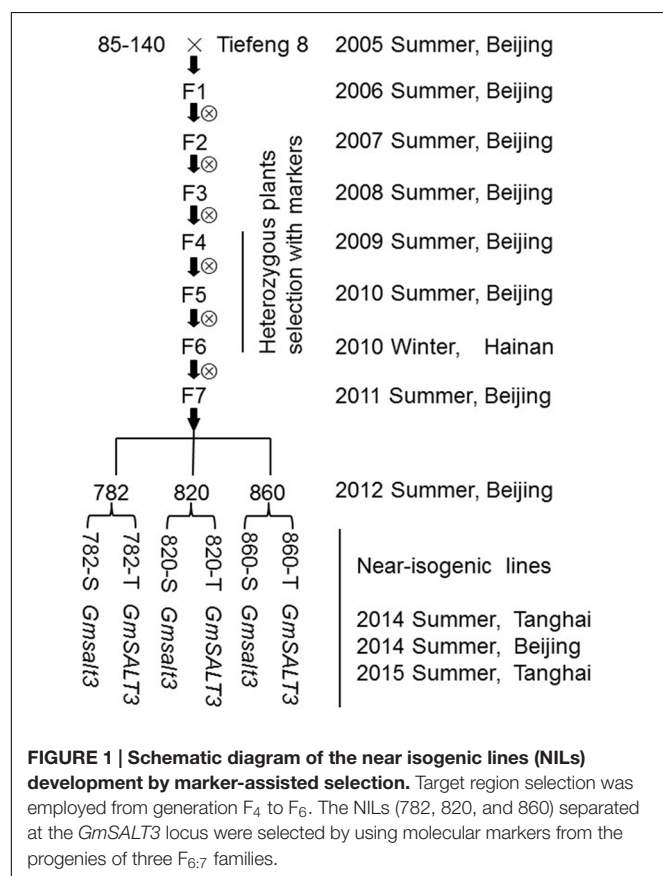 85-140 × Tiefeng 8 2005 Summer, Beijing
F1 2006 Summer, Beijing
F2 2007 Summer, Beijing
F3 2008 Summer, Beijing
F4 2009 Summer, Beijing
F5 2010 Summer, Beijing
F6 2010 Winter, Hainan
F7 2011 Summer, Beijing
Heterozygous plants
selection with markers
782 820 860 2012 Summer, Beijing
782-S Gmsalt3
782-T GmSALT3
820-S Gmsalt3
820-T GmSALT3
860-S Gmsalt3
860-T GmSALT3
Near-isogenic lines
2014 Summer, Tanghai
2014 Summer, Beijing
2015 Summer, Tanghai
FIGURE 1 | Schematic diagram of the near isogenic lines (NILs)
development by marker-assisted selection. Target region selection was
employed from generation F4 to F6. The NILs (782, 820, and 860) separated
at the GmSALT3 locus were selected by using molecular markers from the
progenies of three F6:7 families.